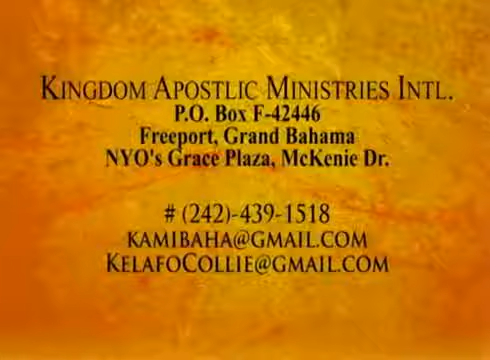 Kingdom Apostlic Ministries Intl.
P.O. Box F-42446
Freeport, Grand Bahama
NYO's Grace Plaza, McKenie Dr.
# (242)-439-1518
kamibaha@gmail.com
KelafoCollie@gmail.com